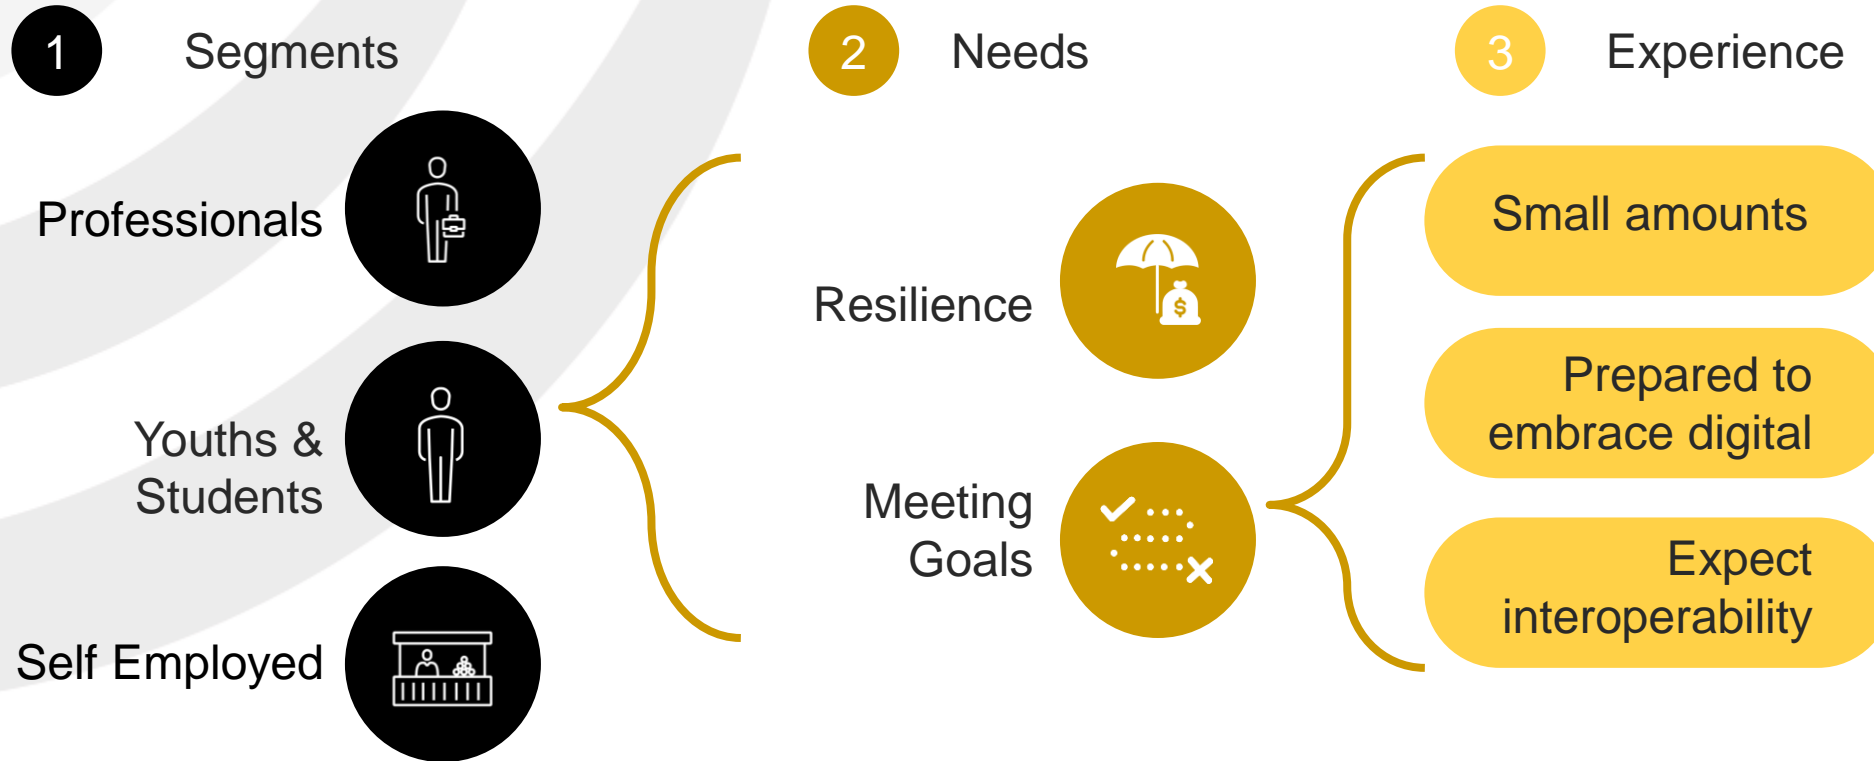 1 Segments
Professionals
Youths &
Students
Self Employed
2 Needs
Resilience
$
Meeting
Goals
3 Experience
Small amounts
Prepared to
embrace digital
Expect
interoperability